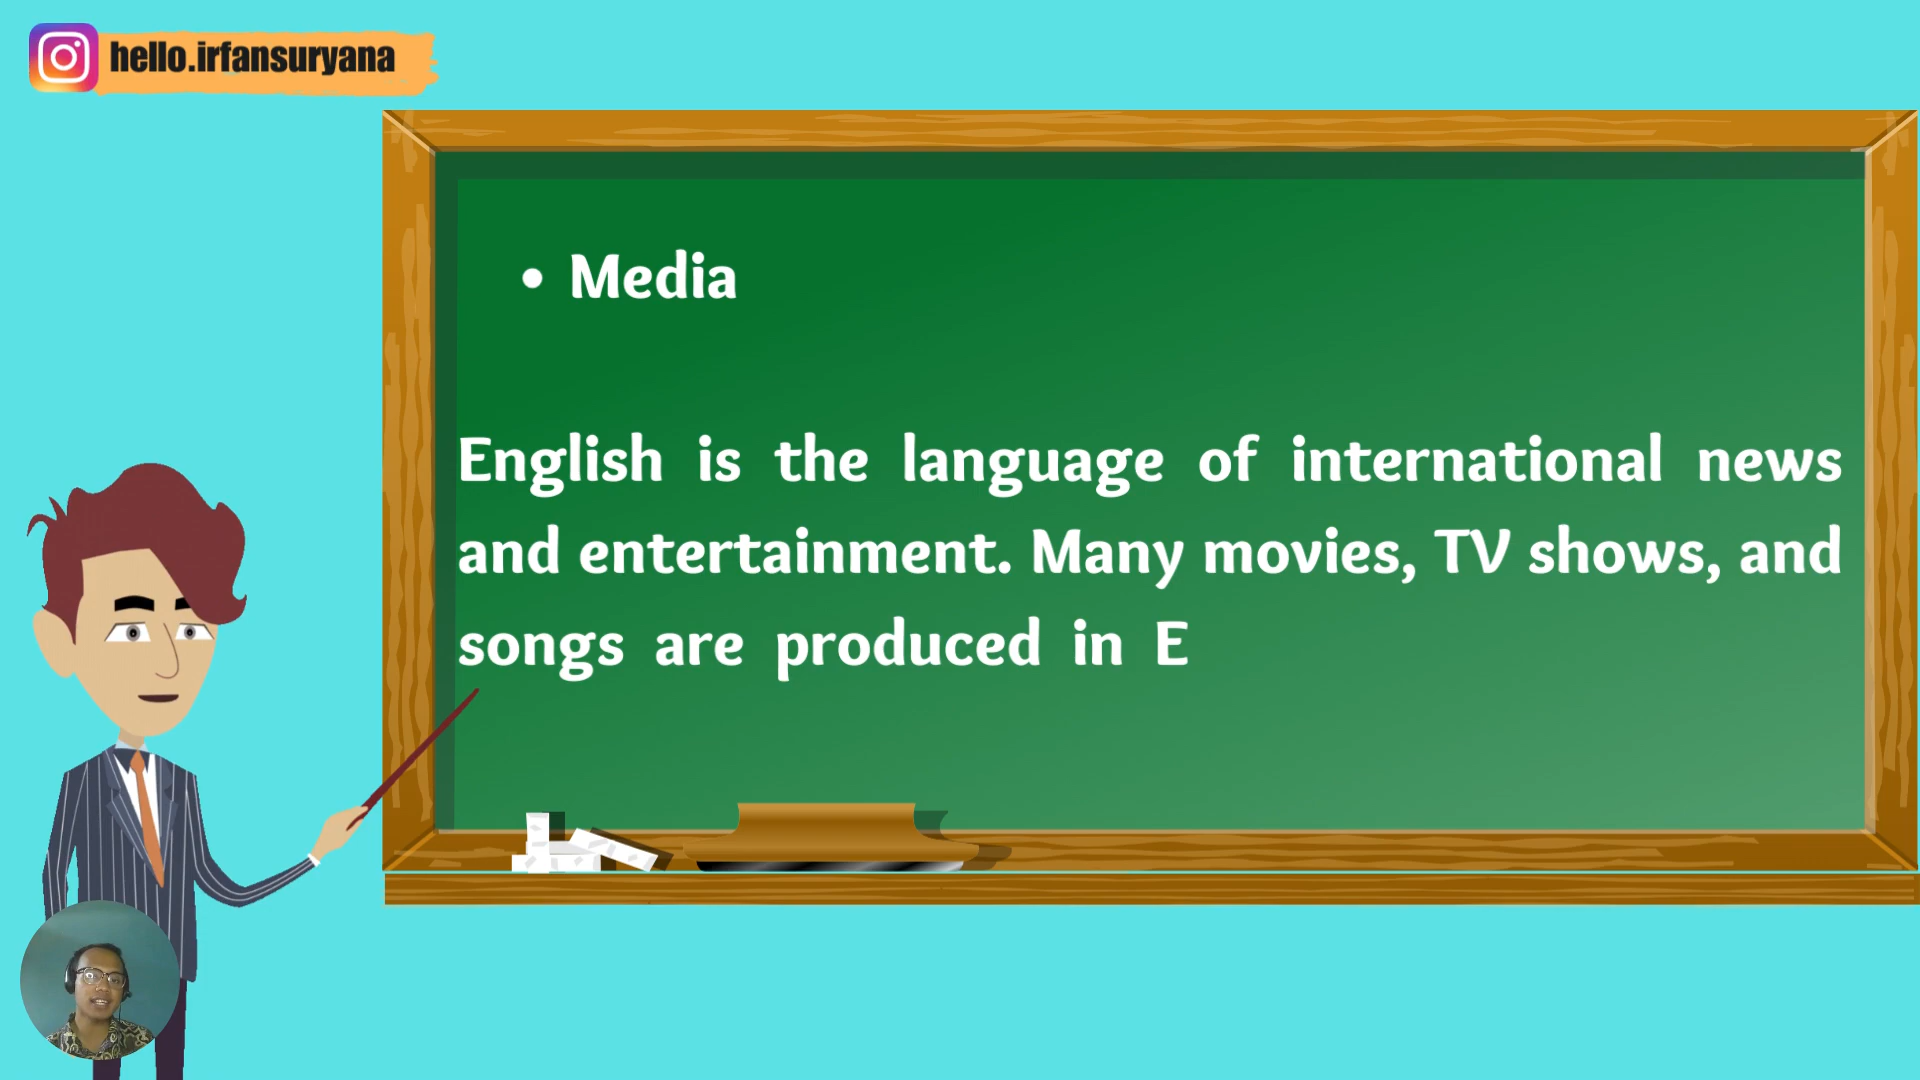 hello.irfansuryana
• Media
English is the language of international news
and entertainment. Many movies, TV shows, and
songs are produced in E